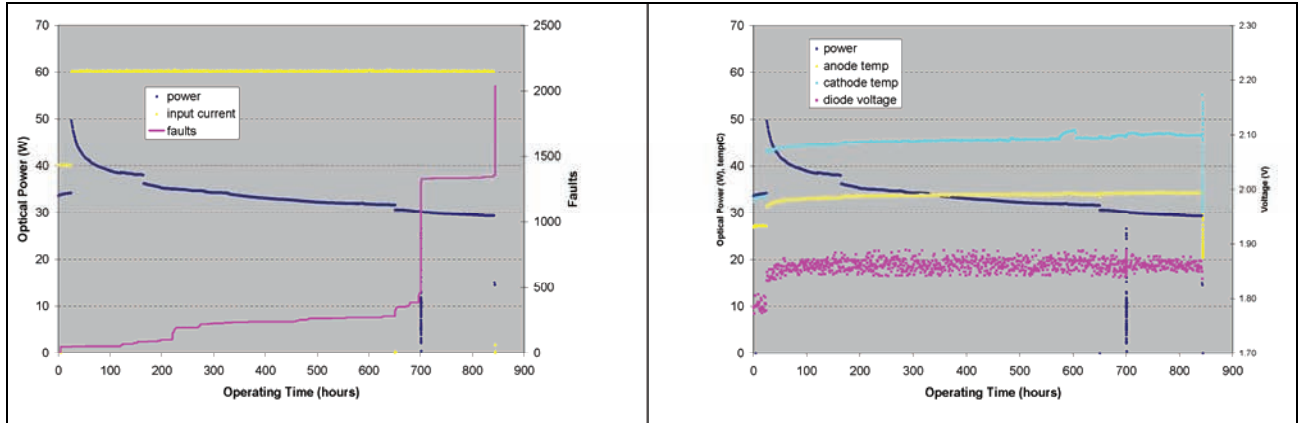 70
60
50
40
30
20
10
0
Optical Power (W)
2500
2000
1500
1000
500
0
Faults
power
input current
faults
0 100 200 300 400 500 600 700 800 900
Operating Time (hours)
70
60
50
40
30
20
10
0
Optical Power (W), temp(C)
2.30
2.20
2.10
2.00
1.90
1.80
1.70
Voltage (V)
power
anode temp
cathode temp
diode voltage
0 100 200 300 400 500 600 700 800 900
Operating Time (hours)